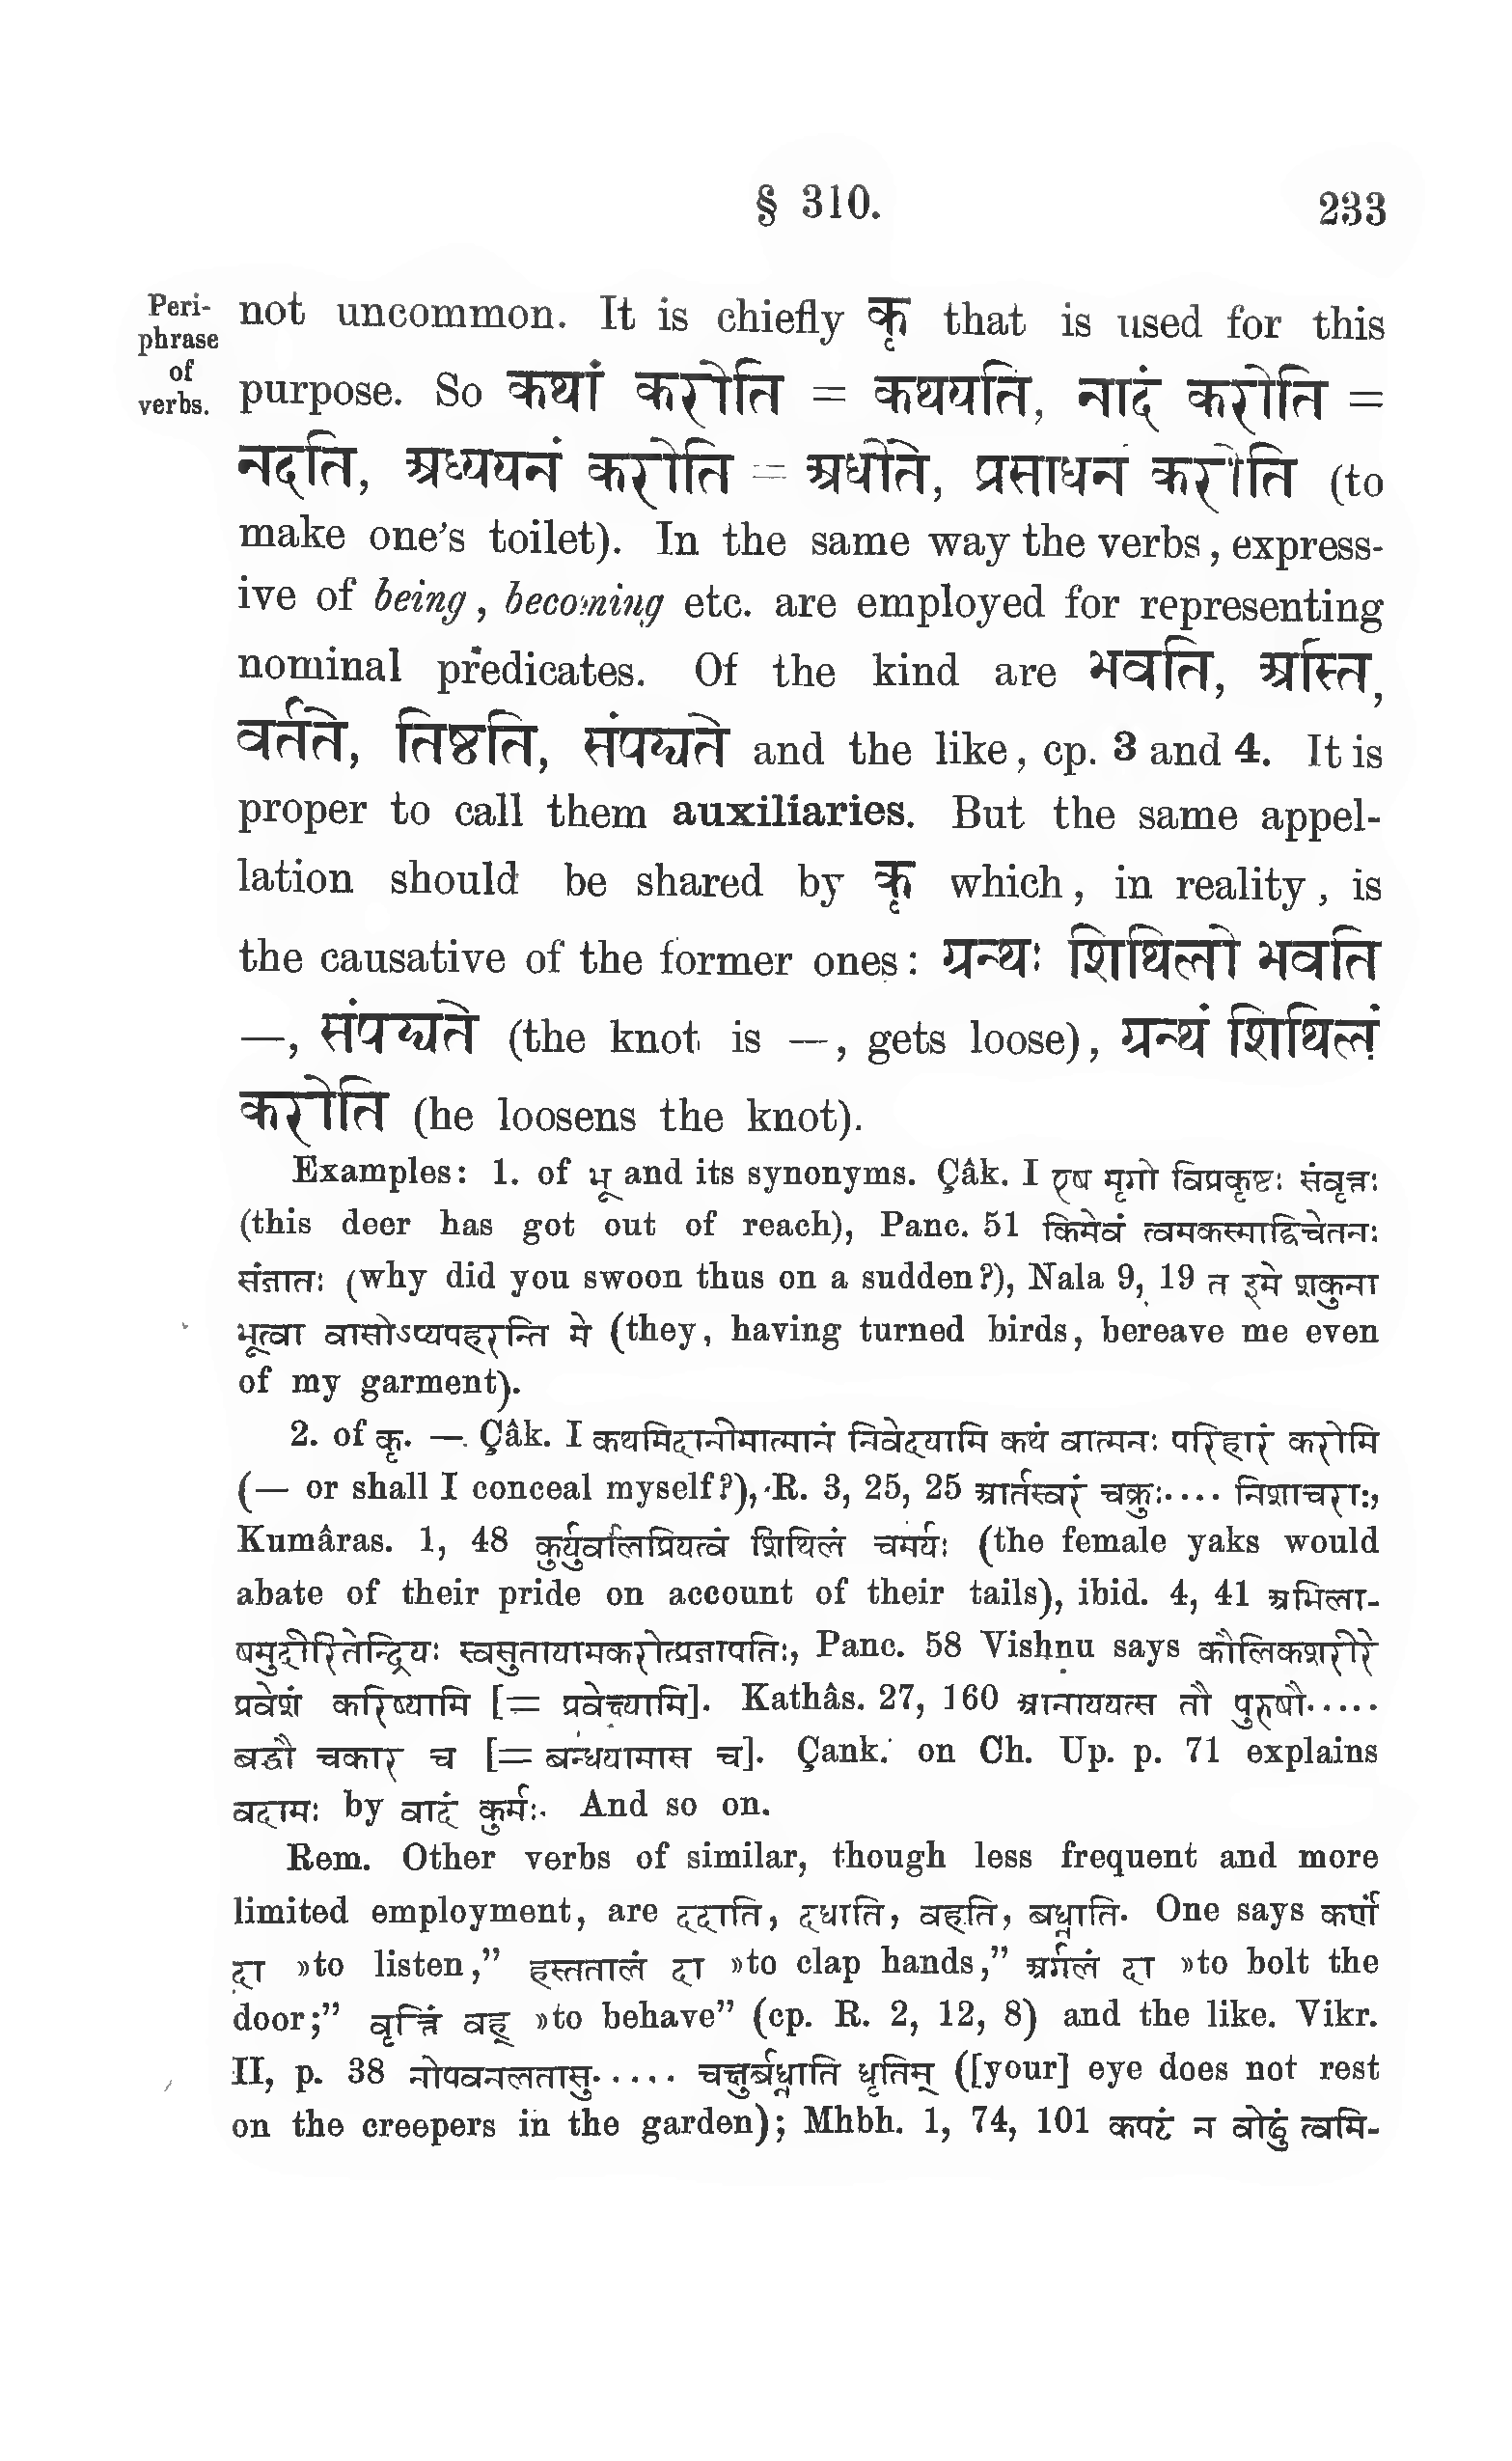 § 310.
233
Peri-
phrase
of
verbs.
not uncommon. It is chiefly कृ that is used for this
purpose. So कथां करोति = कथयति, नादं करोति =
नदति, अध्ययनं करोति = अधीते, प्रसाधनं करोति (to
make one's toilet). In the same way the verbs, express-
ive of being, becoming etc. are employed for representing
nominal predicates. Of the kind are भवति, अस्ति,
वर्तते, तिष्ठति, संपद्यते and the like, cp. 3 and 4. It is
proper to call them auxiliaries. But the same appel-
lation should be shared by कृ which, in reality, is
the causative of the former ones: ग्रन्थः शिथिलो भवति
—, संपद्यते (the knot is —, gets loose), ग्रन्थं शिथिलं
करोति (he loosens the knot).
Examples: 1. of भू and its synonyms. Çâk. I एष मृगो विप्रकृष्टः संवृत्तः
(this deer has got out of reach), Panc. 51 किमेवं त्वमकस्माद्विचेतनः
संजातः (why did you swoon thus on a sudden?), Nala 9, 19 त इमे शकुना
भूत्वा वासोऽप्यपहरन्ति मे (they, having turned birds, bereave me even
of my garment).
2. of कृ. — Çâk. I कथमिदानीमात्मानं निवेदयामि कथं वात्मनः परिहारं करोमि
(— or shall I conceal myself?), R. 3, 25, 25 आर्तस्वरं चक्रुः.... निशाचराः,
Kumâras. 1, 48 कुर्युर्वालप्रियत्वं शिथिलं चमर्यः (the female yaks would
abate of their pride on account of their tails), ibid. 4, 41 अभिला-
षमुदीरितेन्द्रियः स्वसुतायामकरोत्प्रजापतिः, Panc. 58 Vishṇu says कौलिकशरीरे
प्रवेशं करिष्यामि [= प्रवेक्ष्यामि]. Kathâs. 27, 160 आनाययत्स तौ पुरुषौ.....
बद्धौ चकार च [= बन्धयामास च]. Çank. on Ch. Up. p. 71 explains
वदामः by वादं कुर्मः. And so on.
Rem. Other verbs of similar, though less frequent and more
limited employment, are ददाति, दधाति, वहति, बध्नाति. One says कर्णं
दा »to listen,” हस्ततालं दा »to clap hands,” अर्गलं दा »to bolt the
door;” वृत्तिं वह् »to behave” (cp. R. 2, 12, 8) and the like. Vikr.
II, p. 38 नोपवनलतासु..... चक्षुर्बध्नाति धृतिम् ([your] eye does not rest
on the creepers in the garden); Mhbh. 1, 74, 101 कपटं न वोढुं त्वमि-